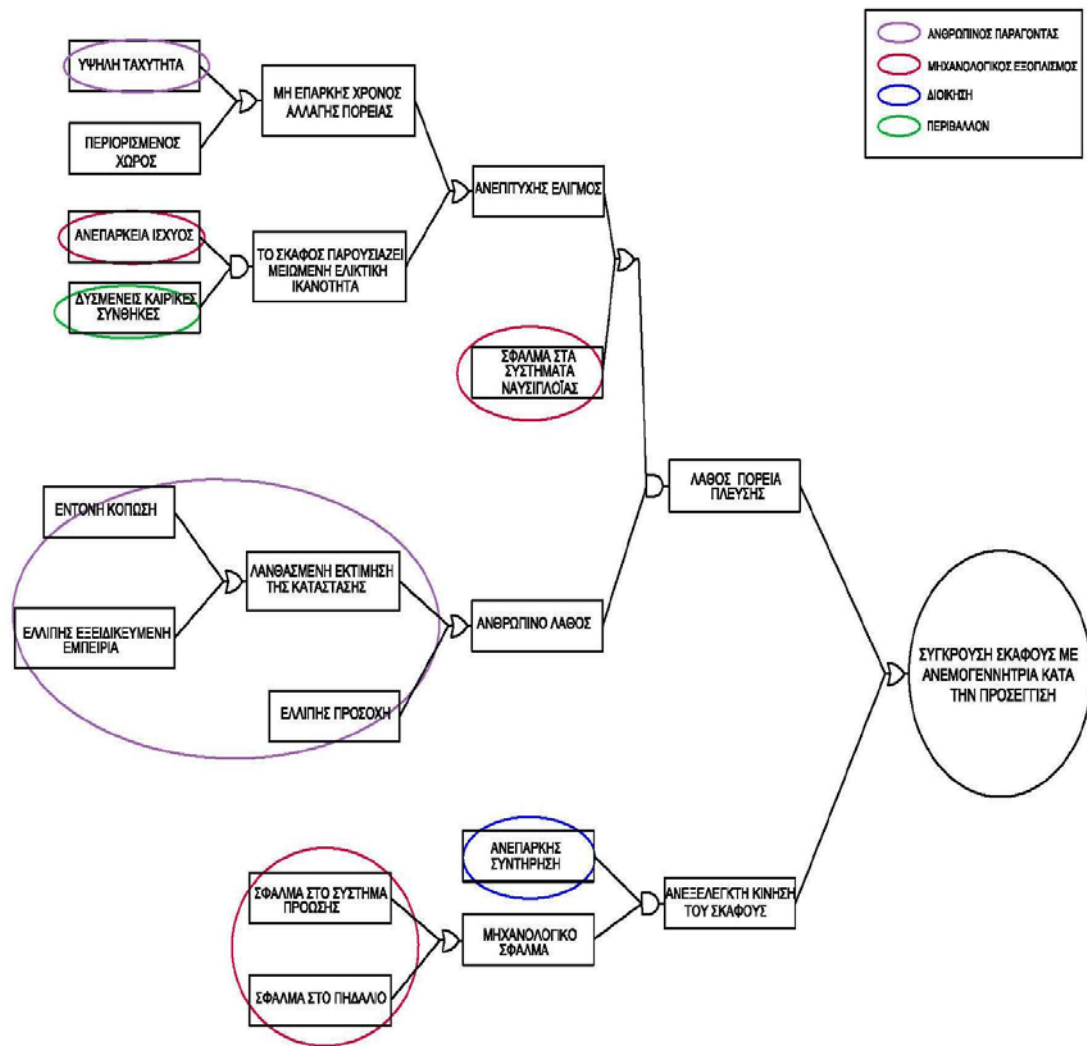 ΑΝΘΡΩΠΙΝΟΣ ΠΑΡΑΓΟΝΤΑΣ
ΜΗΧΑΝΟΛΟΓΙΚΟΣ ΕΞΟΠΛΙΣΜΟΣ
ΔΙΟΙΚΗΣΗ
ΠΕΡΙΒΑΛΛΟΝ
ΥΨΗΛΗ ΤΑΧΥΤΗΤΑ
ΜΗ ΕΠΑΡΚΗΣ ΧΡΟΝΟΣ
ΑΛΛΑΓΗΣ ΠΟΡΕΙΑΣ
ΠΕΡΙΟΡΙΣΜΕΝΟΣ
ΧΩΡΟΣ
ΑΝΕΠΙΤΥΧΗΣ ΕΛΙΓΜΟΣ
ΑΝΕΠΑΡΚΕΙΑ ΙΣΧΥΟΣ
ΤΟ ΣΚΑΦΟΣ ΠΑΡΟΥΣΙΑΖΕΙ
ΜΕΙΩΜΕΝΗ ΕΛΙΚΤΙΚΗ
ΙΚΑΝΟΤΗΤΑ
ΔΥΣΜΕΝΕΙΣ ΚΑΙΡΙΚΕΣ
ΣΥΝΘΗΚΕΣ
ΣΦΑΛΜΑ ΣΤΑ
ΣΥΣΤΗΜΑΤΑ
ΝΑΥΣΙΠΛΟΪΑΣ
ΛΑΘΟΣ ΠΟΡΕΙΑ
ΠΛΕΥΣΗΣ
ΕΝΤΟΝΗ ΚΟΠΩΣΗ
ΛΑΝΘΑΣΜΕΝΗ ΕΚΤΙΜΗΣΗ
ΤΗΣ ΚΑΤΑΣΤΑΣΗΣ
ΕΛΛΙΠΗΣ ΕΞΕΙΔΙΚΕΥΜΕΝΗ
ΕΜΠΕΙΡΙΑ
ΑΝΘΡΩΠΙΝΟ ΛΑΘΟΣ
ΕΛΛΙΠΗΣ ΠΡΟΣΟΧΗ
ΣΥΓΚΡΟΥΣΗ ΣΚΑΦΟΥΣ ΜΕ
ΑΝΕΜΟΓΕΝΝΗΤΡΙΑ ΚΑΤΑ
ΤΗΝ ΠΡΟΣΕΓΓΙΣΗ
ΑΝΕΠΑΡΚΗΣ
ΣΥΝΤΗΡΗΣΗ
ΣΦΑΛΜΑ ΣΤΟ ΣΥΣΤΗΜΑ
ΠΡΟΩΣΗΣ
ΑΝΕΞΕΛΕΓΚΤΗ ΚΙΝΗΣΗ
ΤΟΥ ΣΚΑΦΟΥΣ
ΜΗΧΑΝΟΛΟΓΙΚΟ
ΣΦΑΛΜΑ
ΣΦΑΛΜΑ ΣΤΟ ΠΗΔΑΛΙΟ